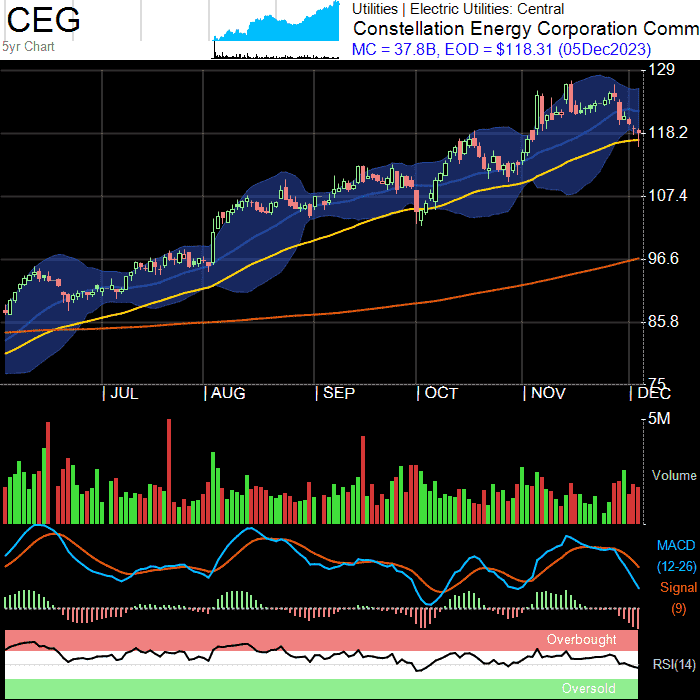 CEG
5yr Chart
Utilities | Electric Utilities: Central
Constellation Energy Corporation Comm
MC = 37.8B, EOD = $118.31 (05Dec2023)
129
118.2
107.4
96.6
85.8
75
JUL
AUG
SEP
OCT
NOV
DEC
5M
Volume
MACD
(12-26)
Signal
(9)
Overbought
RSI(14)
Oversold